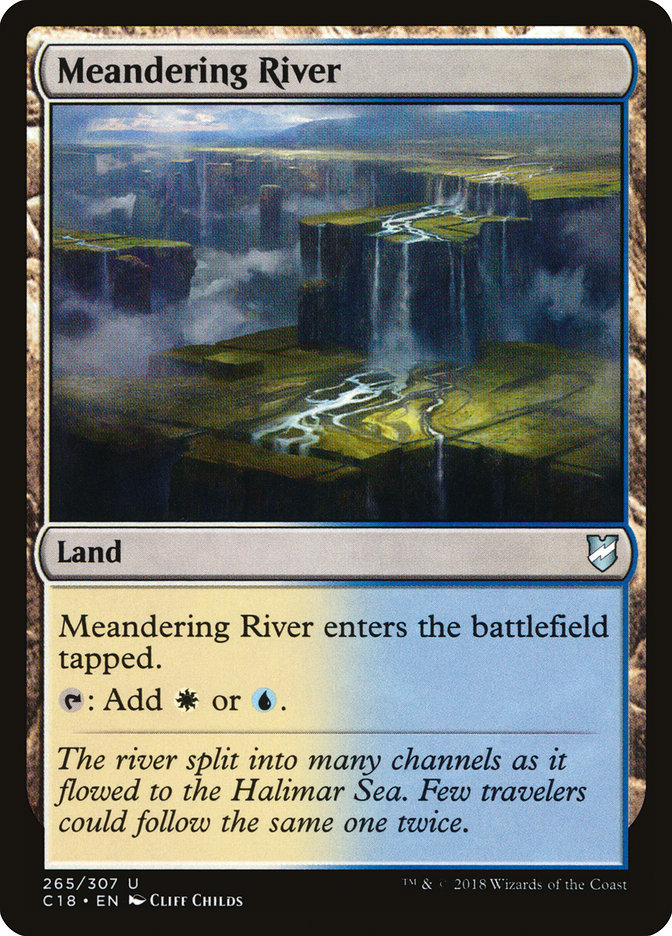 Meandering River
Land
Meandering River enters the battlefield
tapped.
: Add or .
The river split into many channels as it
flowed to the Halimar Sea. Few travelers
could follow the same one twice.
265/307 U
™ & © 2018 Wizards of the Coast
C18 • EN Cliff Childs